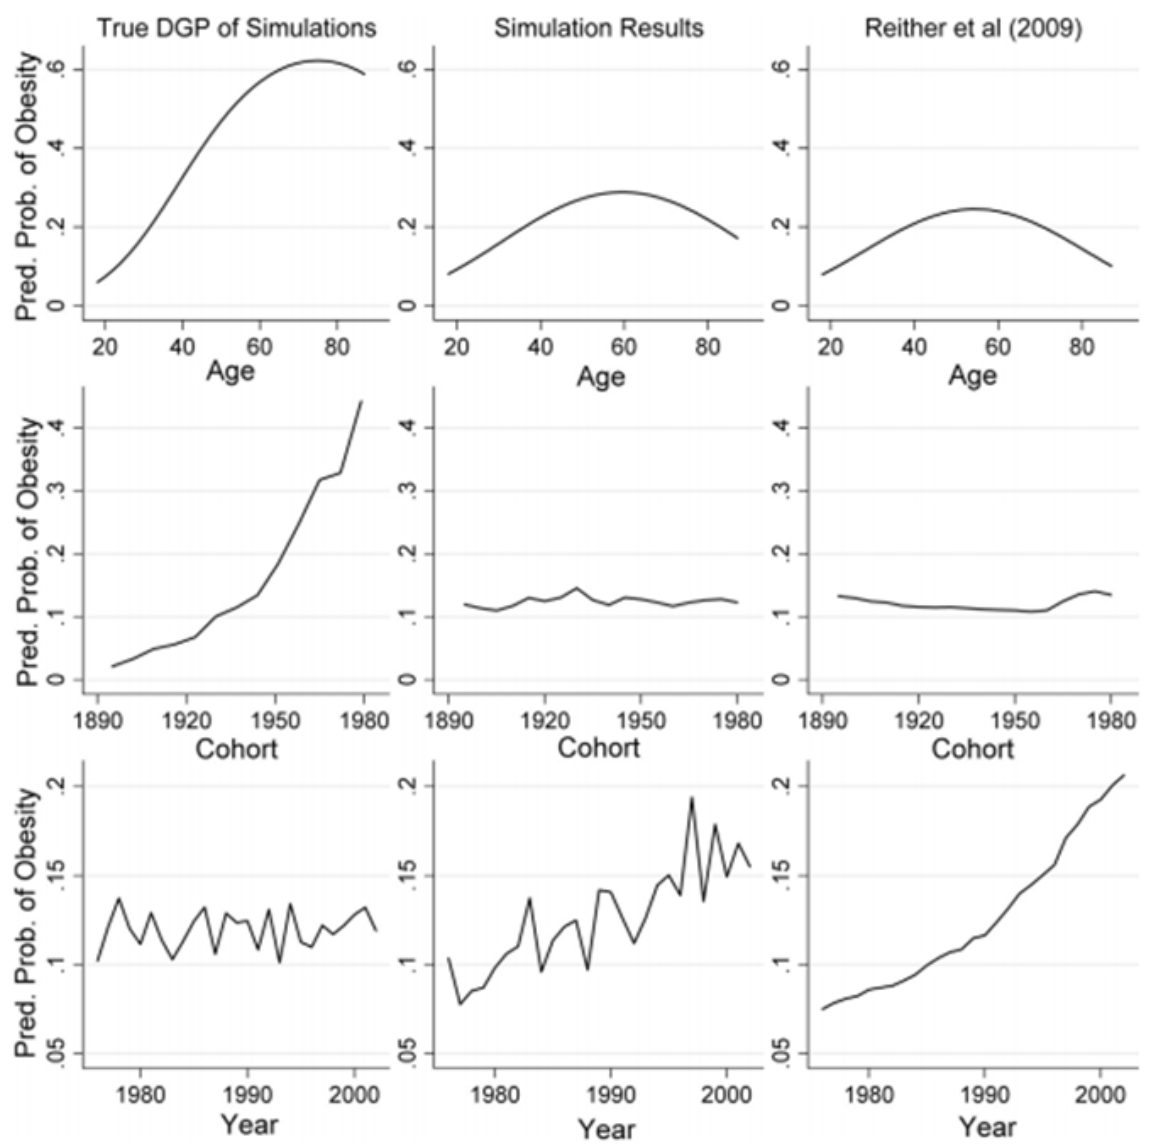 True DGP of Simulations Simulation Results Reither et al (2009)
Pred. Prob. of Obesity
.6 .6 .6
.4 .4 .4
.2 .2 .2
0 0 0
20 40 60 80 20 40 60 80 20 40 60 80
Age Age Age
Pred. Prob. of Obesity
.4 .4 .4
.3 .3 .3
.2 .2 .2
.1 .1 .1
0 0 0
1890 1920 1950 1980 1890 1920 1950 1980 1890 1920 1950 1980
Cohort Cohort Cohort
Pred. Prob. of Obesity
.2 .2 .2
.15 .15 .15
.1 .1 .1
.05 .05 .05
1980 1990 2000 1980 1990 2000 1980 1990 2000
Year Year Year